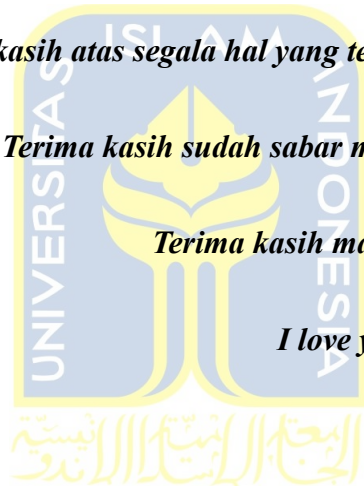 kasih atas segala hal yang te
Terima kasih sudah sabar m
Terima kasih ma
I love y
UNIVERSITAS
ISLAM
INDONESIA